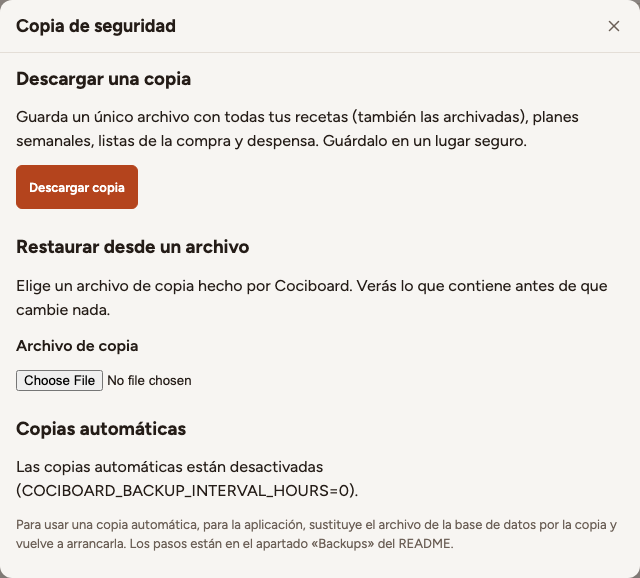 Copia de seguridad
Descargar una copia
Guarda un único archivo con todas tus recetas (también las archivadas), planes
semanales, listas de la compra y despensa. Guárdalo en un lugar seguro.
Descargar copia
Restaurar desde un archivo
Elige un archivo de copia hecho por Cociboard. Verás lo que contiene antes de que
cambie nada.
Archivo de copia
Choose File No file chosen
Copias automáticas
Las copias automáticas están desactivadas
(COCIBOARD_BACKUP_INTERVAL_HOURS=0).
Para usar una copia automática, para la aplicación, sustituye el archivo de la base de datos por la copia y
vuelve a arrancarla. Los pasos están en el apartado «Backups» del README.